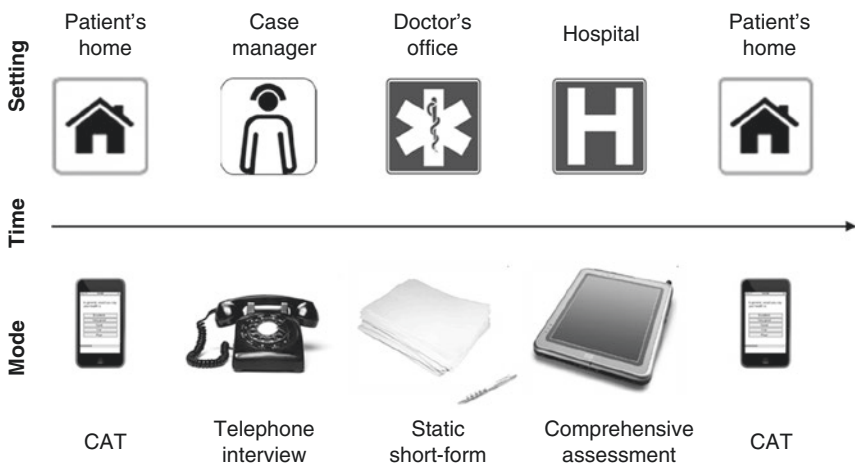 Patient's home
Case manager
Doctor's office
Hospital
Patient's home
Setting
H
Time
Mode
CAT
Telephone interview
Static short-form
Comprehensive assessment
CAT